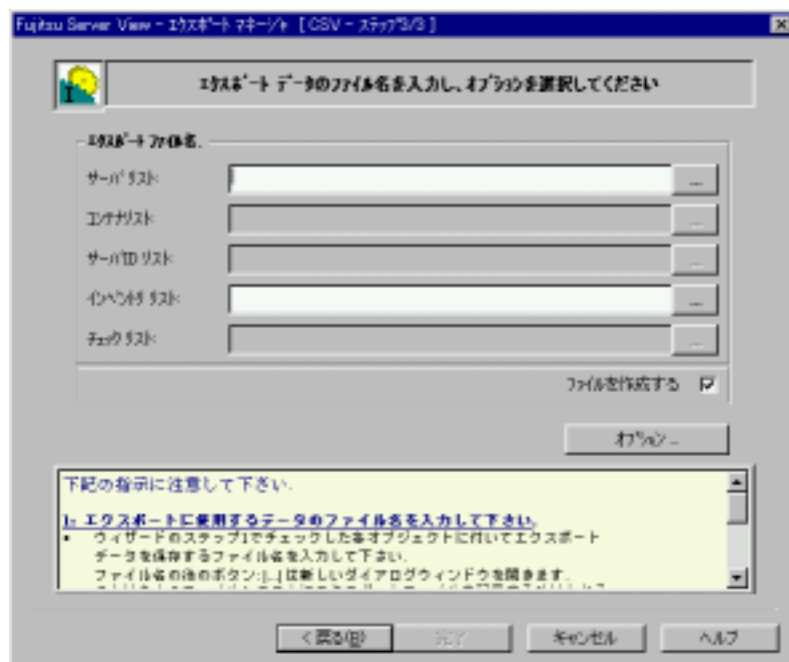 Fujitsu Server View - エクスポート マネージャ [CSV - ステップ3/3]
エクスポート データのファイル名を入力し、オプションを選択してください
エクスポート ファイル名.
サーバ リスト:
...
コンテナリスト:
...
サーバID リスト:
...
インベントリ リスト:
...
チェック リスト:
...
ファイルを作成する
オプション...
下記の指示に注意して下さい.
1: エクスポートに使用するデータのファイル名を入力して下さい.
• ウィザードのステップ1でチェックした各オブジェクトに付いてエクスポート
データを保存するファイル名を入力して下さい.
ファイル名の後のボタン:[...] は新しいダイアログウィンドウを開きます.
< 戻る(B)
完了
キャンセル
ヘルプ